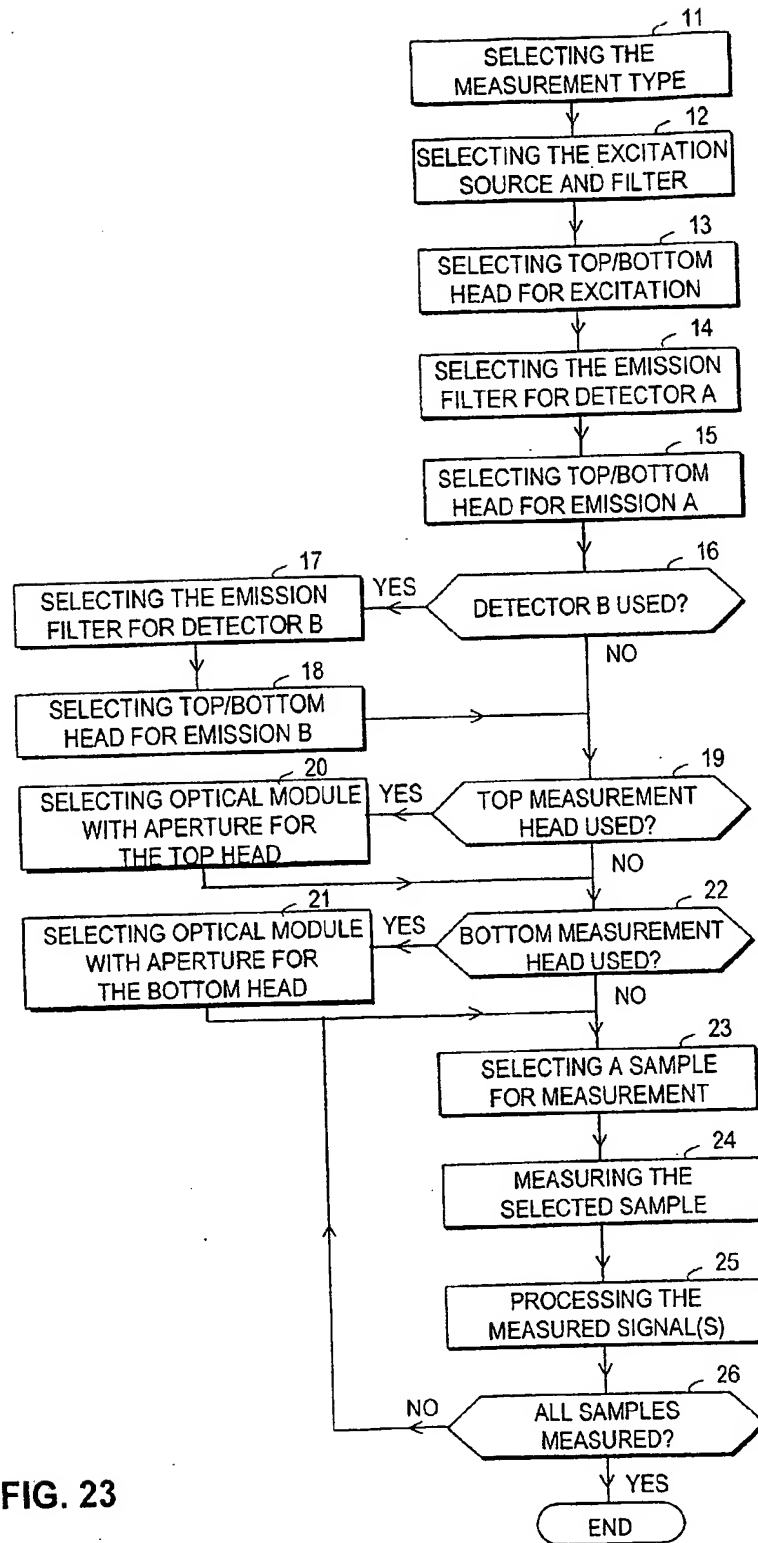 11
SELECTING THE
MEASUREMENT TYPE
12
SELECTING THE EXCITATION
SOURCE AND FILTER
13
SELECTING TOP/BOTTOM
HEAD FOR EXCITATION
14
SELECTING THE EMISSION
FILTER FOR DETECTOR A
15
SELECTING TOP/BOTTOM
HEAD FOR EMISSION A
16
DETECTOR B USED?
YES
NO
17
SELECTING THE EMISSION
FILTER FOR DETECTOR B
18
SELECTING TOP/BOTTOM
HEAD FOR EMISSION B
19
TOP MEASUREMENT
HEAD USED?
YES
NO
20
SELECTING OPTICAL MODULE
WITH APERTURE FOR
THE TOP HEAD
22
BOTTOM MEASUREMENT
HEAD USED?
YES
NO
21
SELECTING OPTICAL MODULE
WITH APERTURE FOR
THE BOTTOM HEAD
23
SELECTING A SAMPLE
FOR MEASUREMENT
24
MEASURING THE
SELECTED SAMPLE
25
PROCESSING THE
MEASURED SIGNAL(S)
26
ALL SAMPLES
MEASURED?
NO
YES
END
FIG. 23